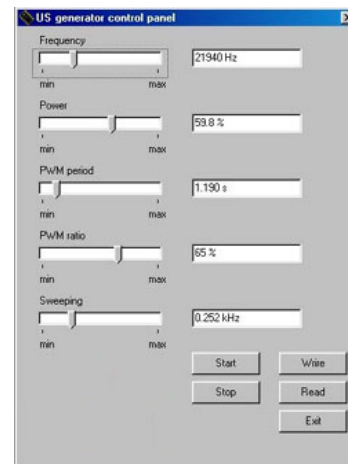 US generator control panel
Frequency
21940 Hz
min max
Power
59.8 %
min max
PWM period
1.190 s
min max
PWM ratio
65 %
min max
Sweeping
0.252 kHz
min max
Start Write
Stop Read
Exit